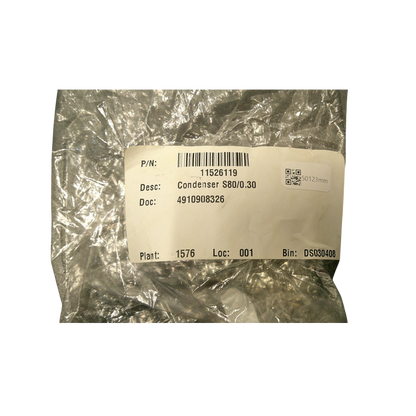 P/N:
11526119
Desc: Condenser S80/0.30
Doc: 4910908326
Plant: 1576 Loc: 001 Bin: DS030408